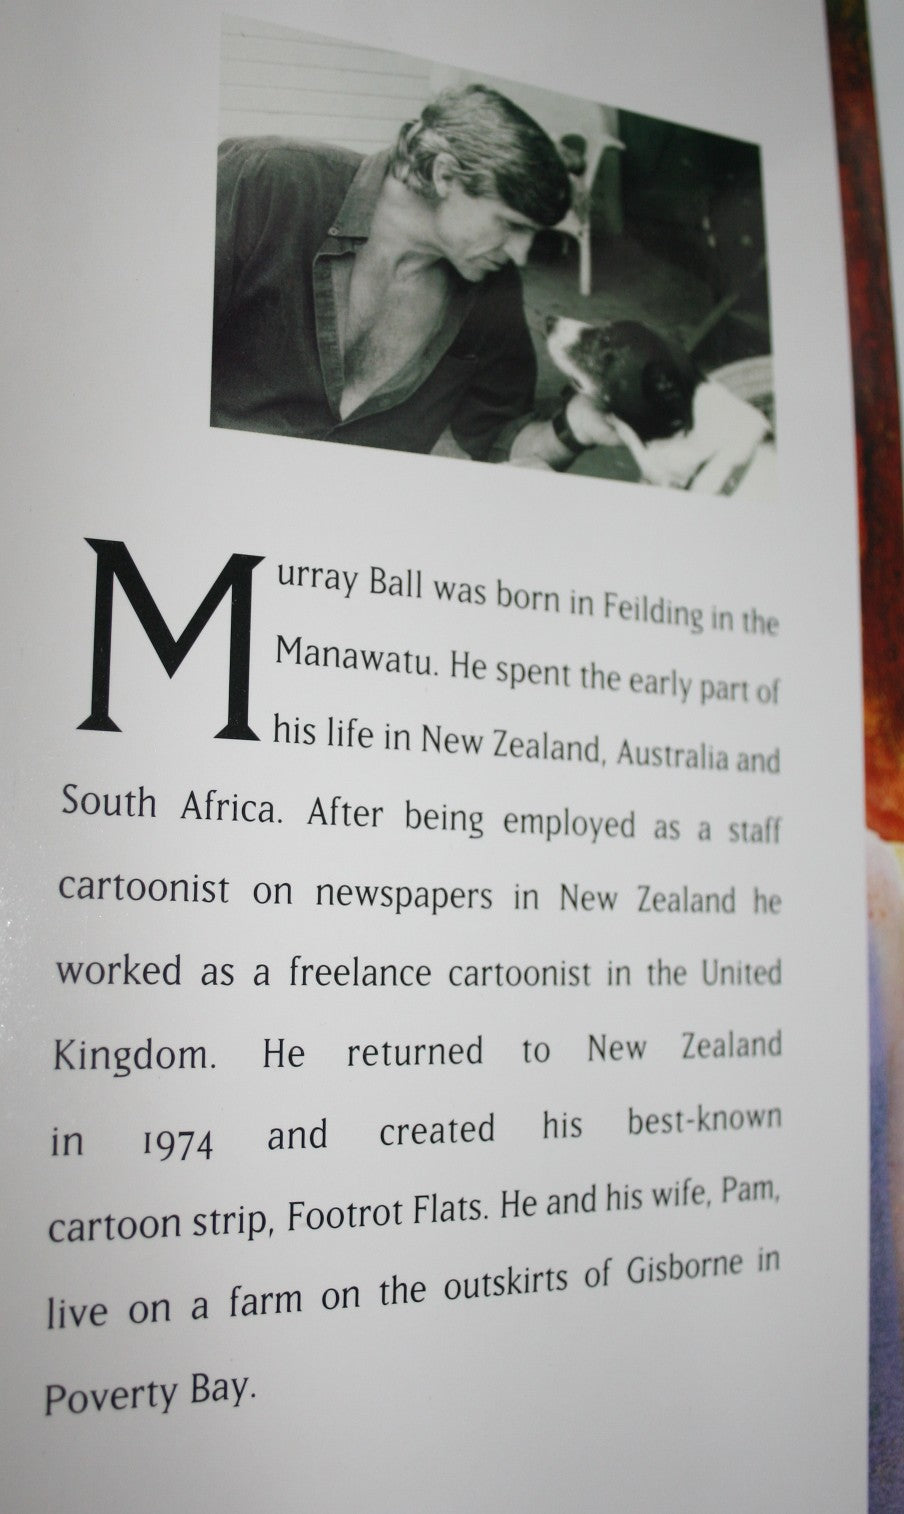 Murray Ball was born in Feilding in the
Manawatu. He spent the early part of
his life in New Zealand, Australia and
South Africa. After being employed as a staff
cartoonist on newspapers in New Zealand he
worked as a freelance cartoonist in the United
Kingdom. He returned to New Zealand
in 1974 and created his best-known
cartoon strip, Footrot Flats. He and his wife, Pam,
live on a farm on the outskirts of Gisborne in
Poverty Bay.